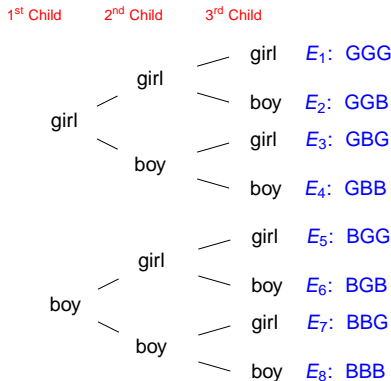 1st Child 2nd Child 3rd Child
girl E1: GGG
girl
boy E2: GGB
girl
girl E3: GBG
boy
boy E4: GBB
girl E5: BGG
girl
boy E6: BGB
boy
girl E7: BBG
boy
boy E8: BBB